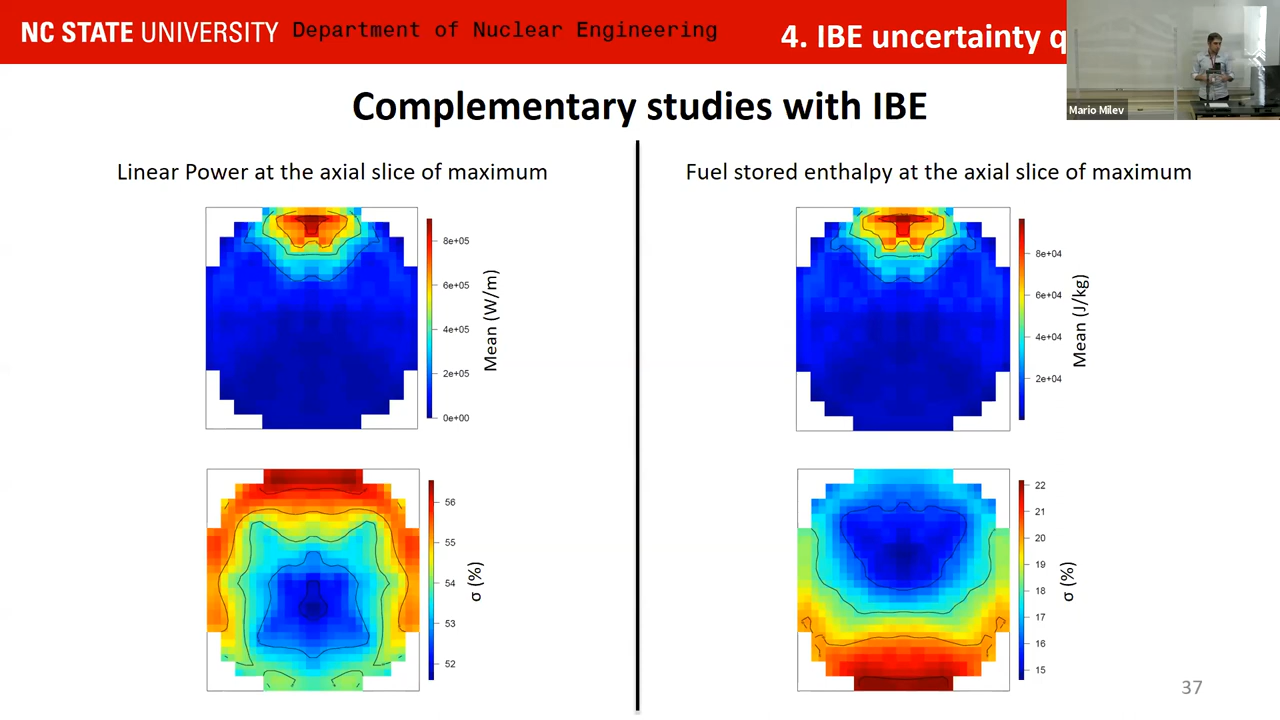 NC STATE UNIVERSITY Department of Nuclear Engineering
4. IBE uncertainty q
Mario Milev
Complementary studies with IBE
Linear Power at the axial slice of maximum
8e+05
6e+05
4e+05
2e+05
0e+00
Mean (W/m)
56
55
54
53
52
σ (%)
Fuel stored enthalpy at the axial slice of maximum
8e+04
6e+04
4e+04
2e+04
Mean (J/kg)
22
21
20
19
18
17
16
15
σ (%)
37